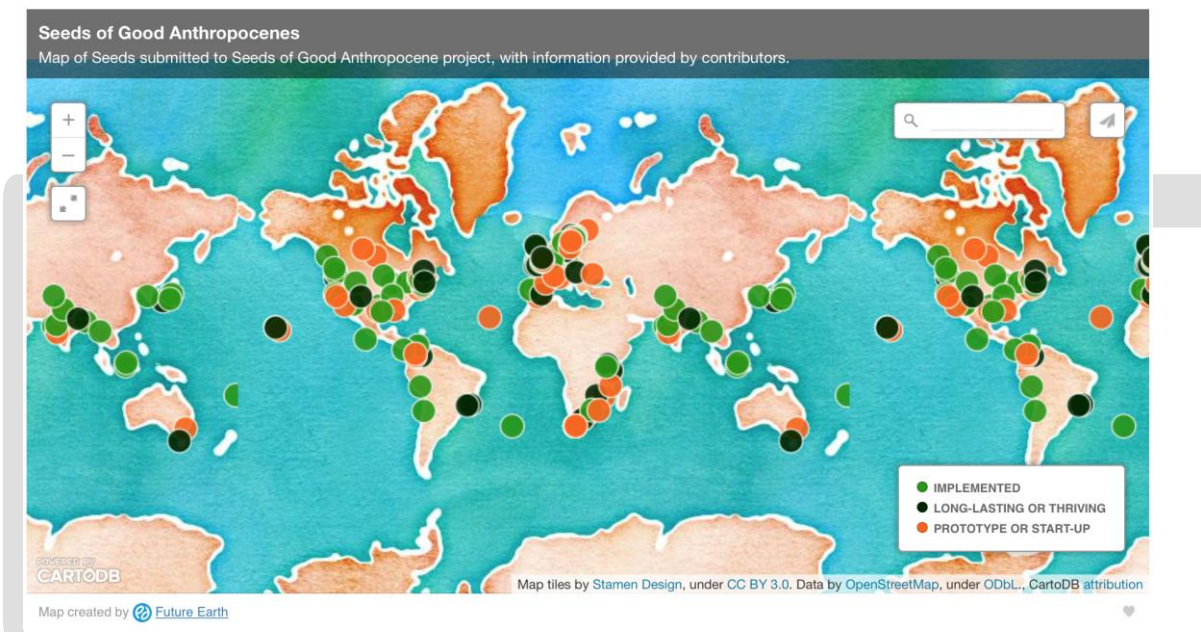 Seeds of Good Anthropocenes
Map of Seeds submitted to Seeds of Good Anthropocene project, with information provided by contributors.
+
−
IMPLEMENTED
LONG-LASTING OR THRIVING
PROTOTYPE OR START-UP
POWERED BY
CARTODB
Map tiles by Stamen Design, under CC BY 3.0. Data by OpenStreetMap, under ODbL., CartoDB attribution
Map created by Future Earth